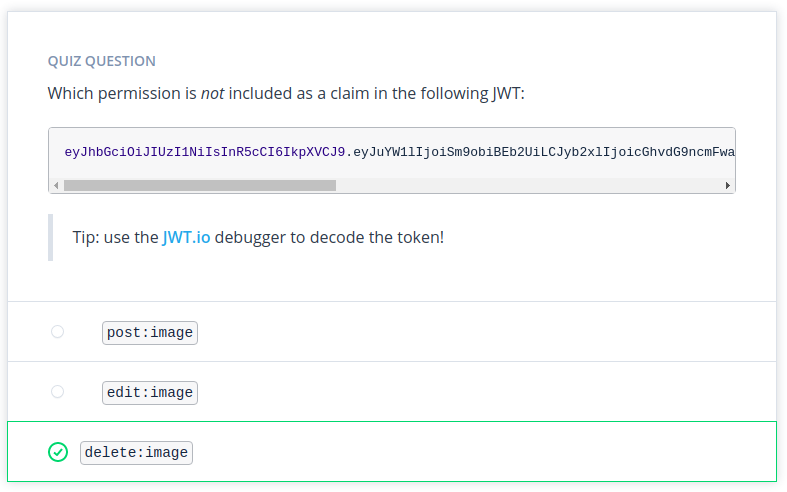 QUIZ QUESTION
Which permission is not included as a claim in the following JWT:
eyJhbGciOiJIUzI1NiIsInR5cCI6IkpXVCJ9.eyJuYW1lIjoiSm9obiBEb2UiLCJyb2xlIjoicGhvdG9ncmFwa
Tip: use the JWT.io debugger to decode the token!
post:image
edit:image
delete:image